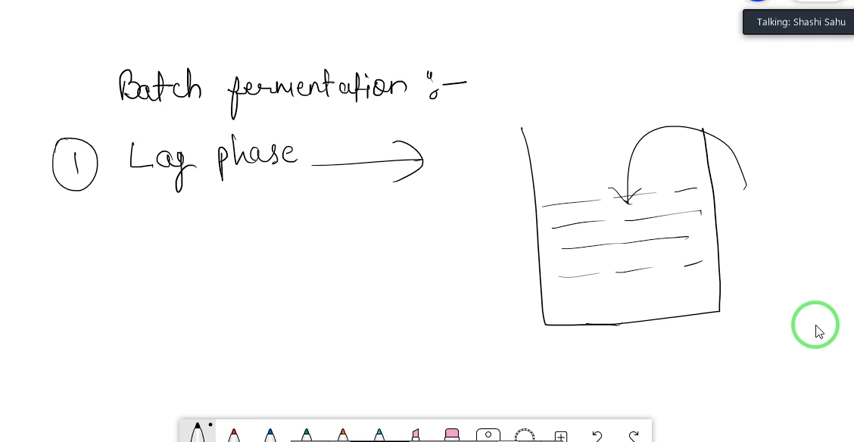 Talking: Shashi Sahu
Batch fermentation :-
1 Lag phase